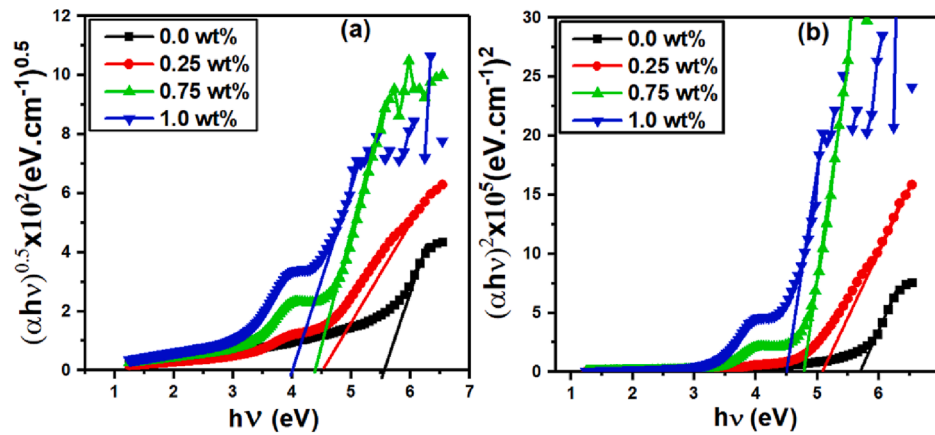 (a)
0.0 wt%
0.25 wt%
0.75 wt%
1.0 wt%
(αhν)^0.5x10^2(eV.cm^-1)^0.5
12
10
8
6
4
2
0
1 2 3 4 5 6 7
hν (eV)
(b)
0.0 wt%
0.25 wt%
0.75 wt%
1.0 wt%
(αhν)^2x10^5(eV.cm^-1)^2
30
25
20
15
10
5
0
1 2 3 4 5 6
hν (eV)